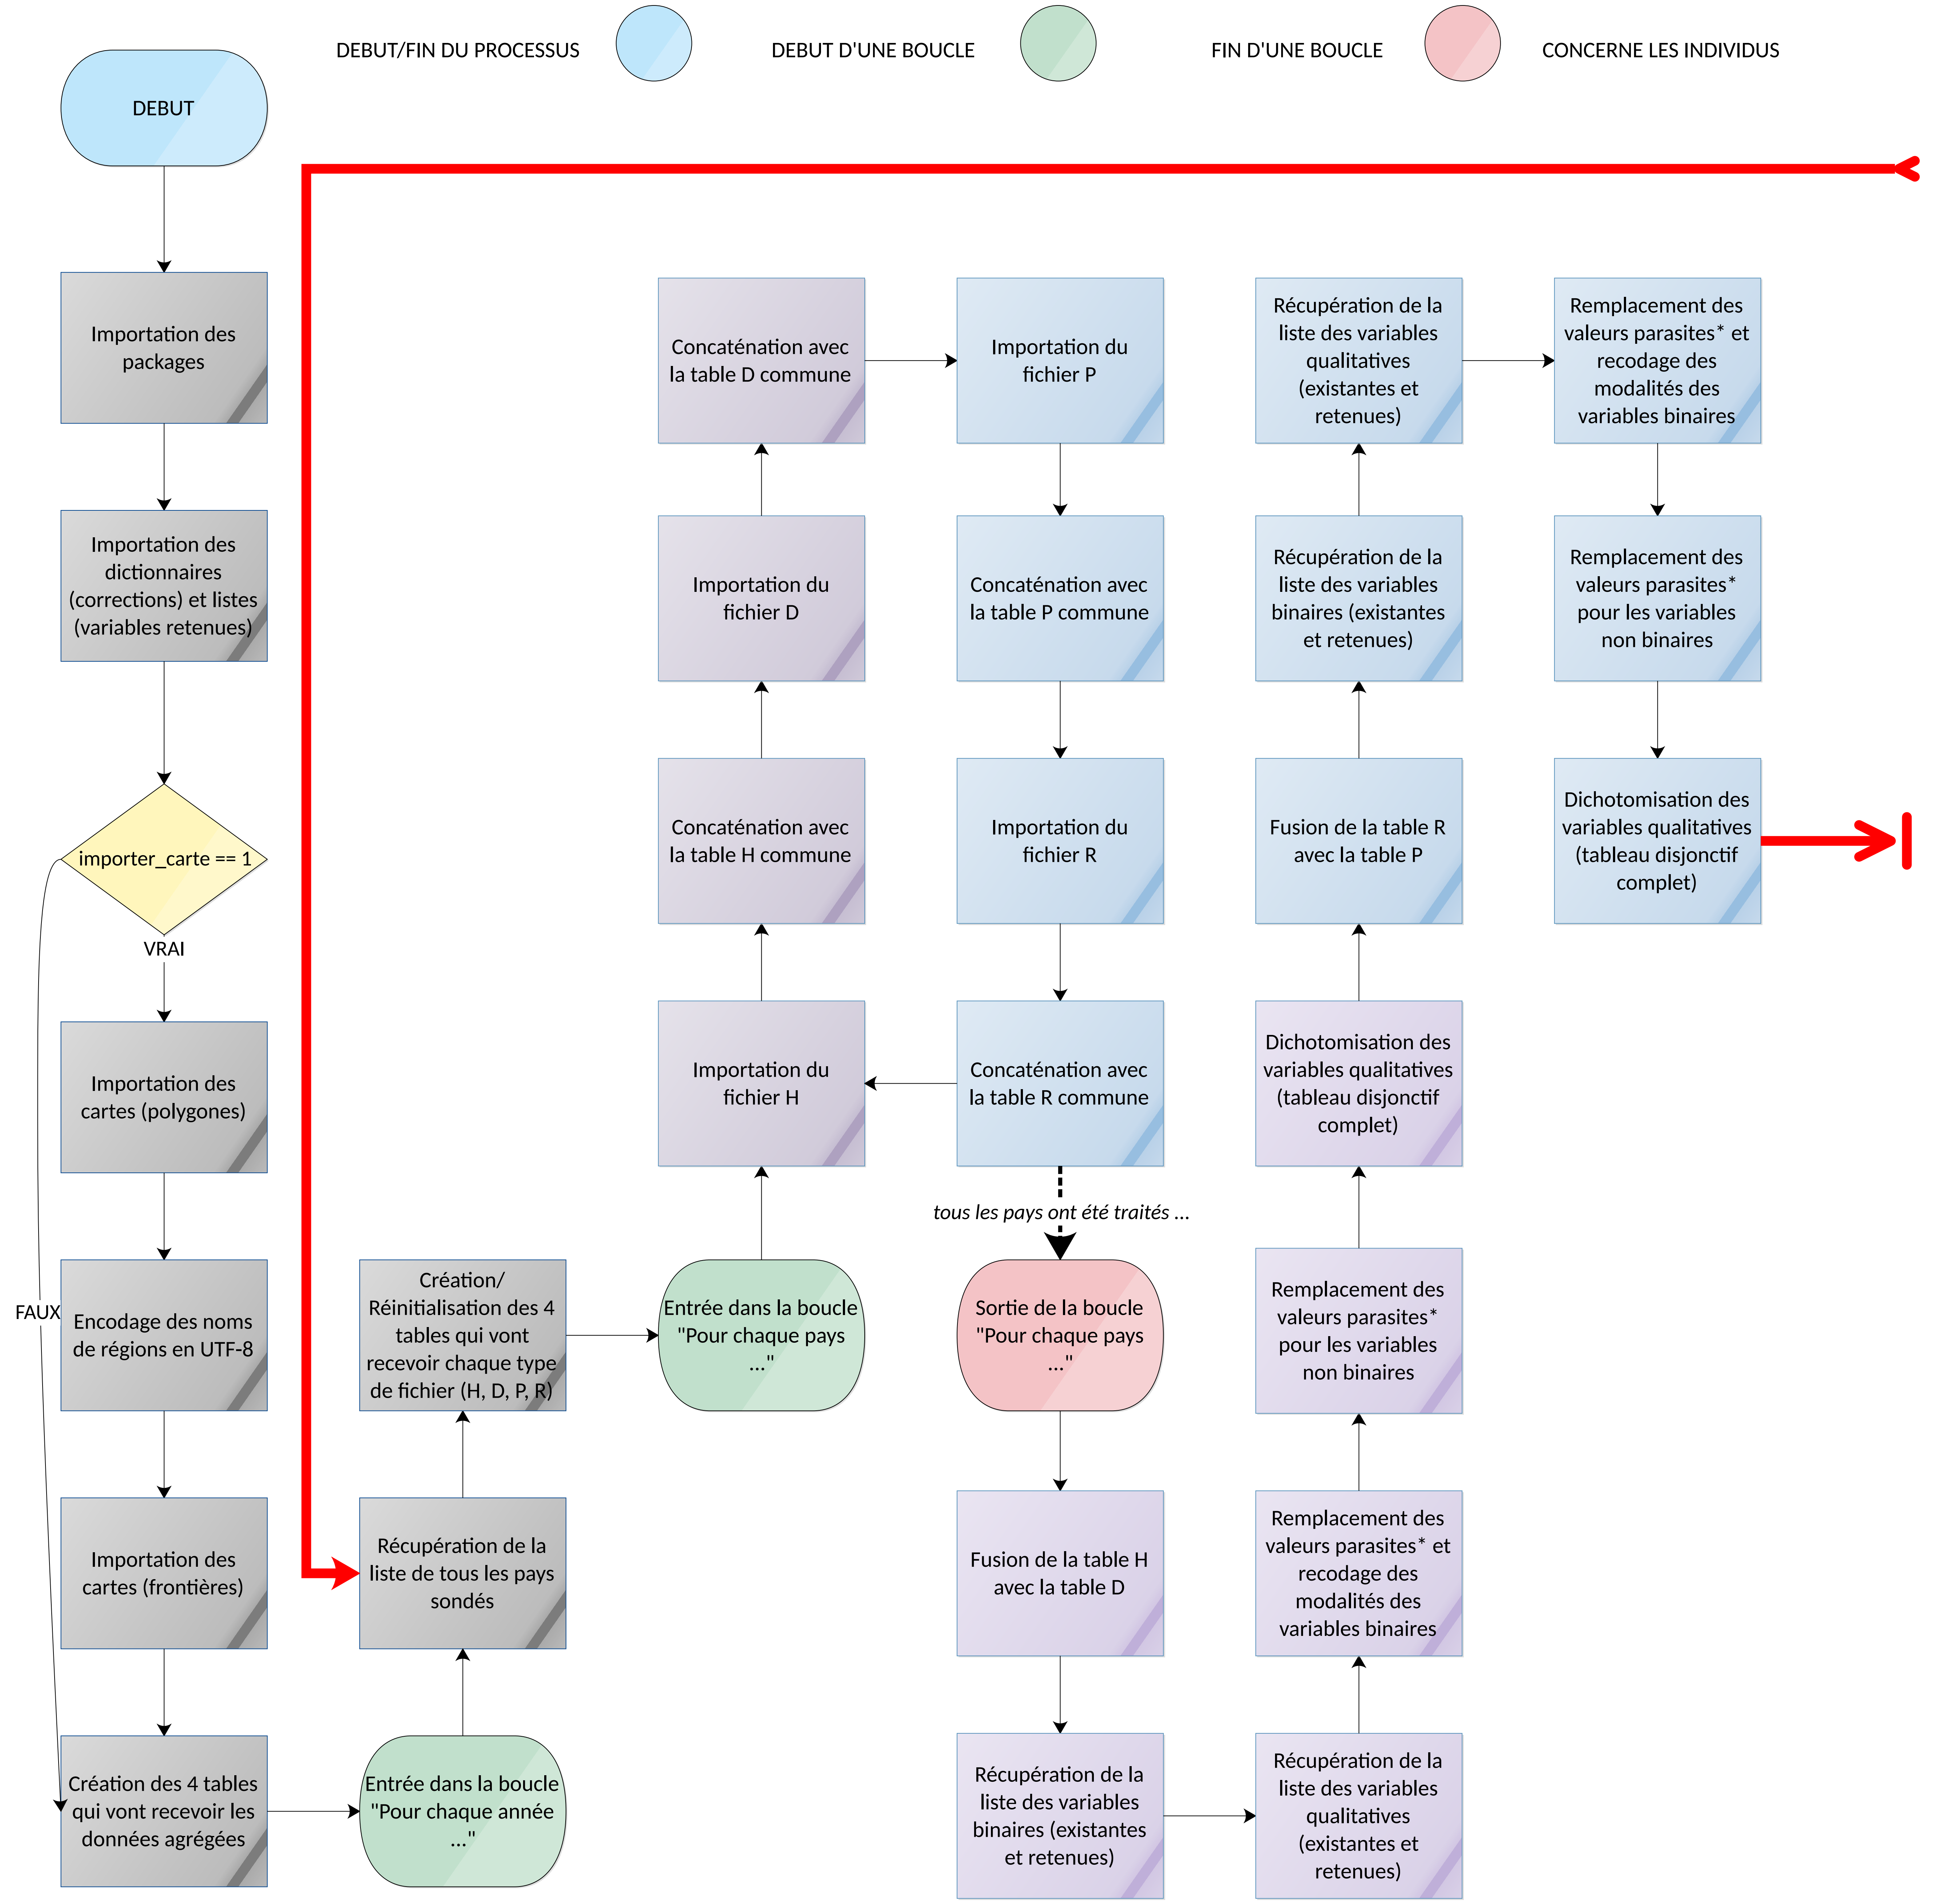 DEBUT/FIN DU PROCESSUS
DEBUT D'UNE BOUCLE
FIN D'UNE BOUCLE
CONCERNE LES INDIVIDUS
DEBUT
Importation des
packages
Importation des
dictionnaires
(corrections) et listes
(variables retenues)
importer_carte == 1
VRAI
FAUX
Importation des
cartes (polygones)
Encodage des noms
de régions en UTF-8
Importation des
cartes (frontières)
Création des 4 tables
qui vont recevoir les
données agrégées
Entrée dans la boucle
"Pour chaque année
..."
Récupération de la
liste de tous les pays
sondés
Création/
Réinitialisation des 4
tables qui vont
recevoir chaque type
de fichier (H, D, P, R)
Entrée dans la boucle
"Pour chaque pays
..."
Importation du
fichier H
Concaténation avec
la table H commune
Importation du
fichier D
Concaténation avec
la table D commune
Importation du
fichier P
Concaténation avec
la table P commune
Importation du
fichier R
Concaténation avec
la table R commune
tous les pays ont été traités ...
Sortie de la boucle
"Pour chaque pays
..."
Fusion de la table H
avec la table D
Récupération de la
liste des variables
binaires (existantes
et retenues)
Récupération de la
liste des variables
qualitatives
(existantes et
retenues)
Remplacement des
valeurs parasites* et
recodage des
modalités des
variables binaires
Remplacement des
valeurs parasites*
pour les variables
non binaires
Dichotomisation des
variables qualitatives
(tableau disjonctif
complet)
Fusion de la table R
avec la table P
Récupération de la
liste des variables
binaires (existantes
et retenues)
Récupération de la
liste des variables
qualitatives
(existantes et
retenues)
Remplacement des
valeurs parasites* et
recodage des
modalités des
variables binaires
Remplacement des
valeurs parasites*
pour les variables
non binaires
Dichotomisation des
variables qualitatives
(tableau disjonctif
complet)